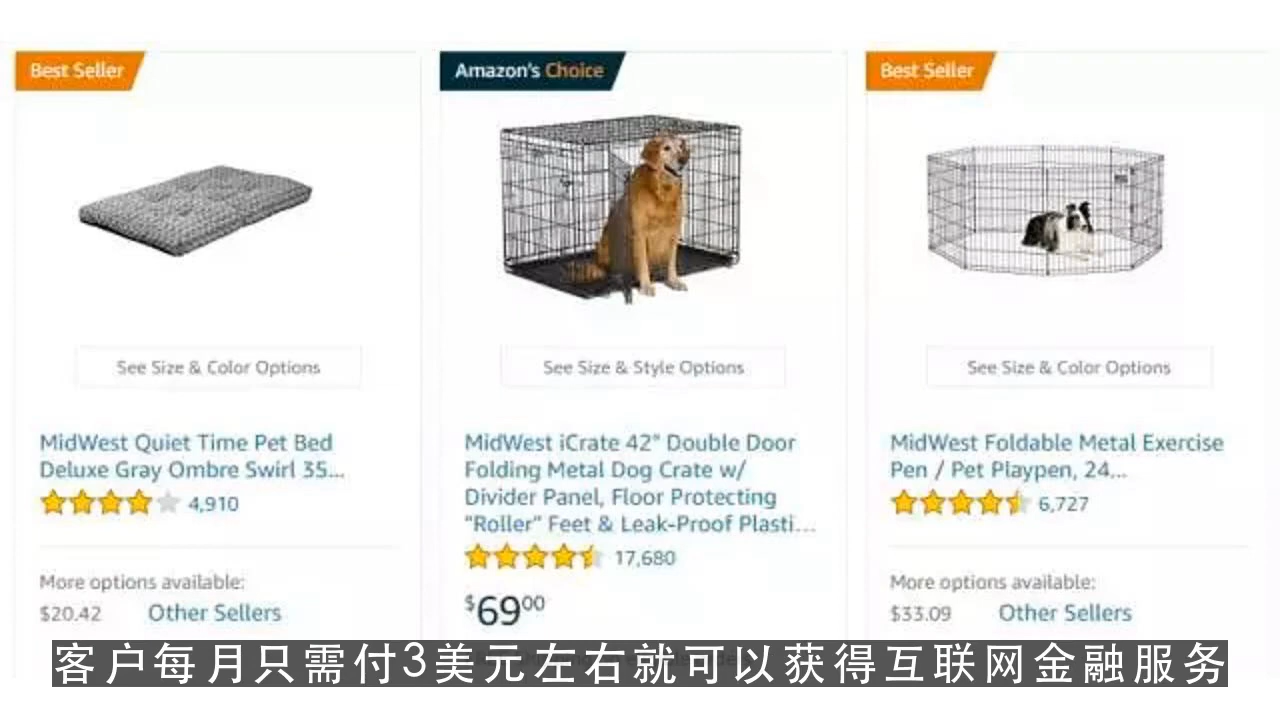 Best Seller
See Size & Color Options
MidWest Quiet Time Pet Bed
Deluxe Gray Ombre Swirl 35...
4,910
More options available:
$20.42 Other Sellers
Amazon's Choice
See Size & Style Options
MidWest iCrate 42" Double Door
Folding Metal Dog Crate w/
Divider Panel, Floor Protecting
"Roller" Feet & Leak-Proof Plasti...
17,680
$69.00
Best Seller
See Size & Color Options
MidWest Foldable Metal Exercise
Pen / Pet Playpen, 24...
6,727
More options available:
$33.09 Other Sellers
客户每月只需付3美元左右就可以获得互联网金融服务